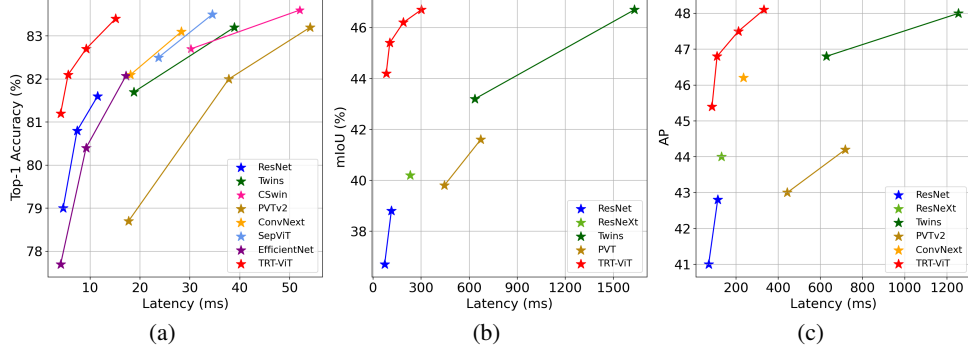 Top-1 Accuracy (%)
83
82
81
80
79
78
10
20
30
40
50
Latency (ms)
ResNet
Twins
CSwin
PVTv2
ConvNext
SepViT
EfficientNet
TRT-ViT
(a)
mIoU (%)
46
44
42
40
38
0
300
600
900
1200
1500
Latency (ms)
ResNet
ResNeXt
Twins
PVT
TRT-ViT
(b)
AP
48
47
46
45
44
43
42
41
200
400
600
800
1000
1200
Latency (ms)
ResNet
ResNeXt
Twins
PVTv2
ConvNext
TRT-ViT
(c)